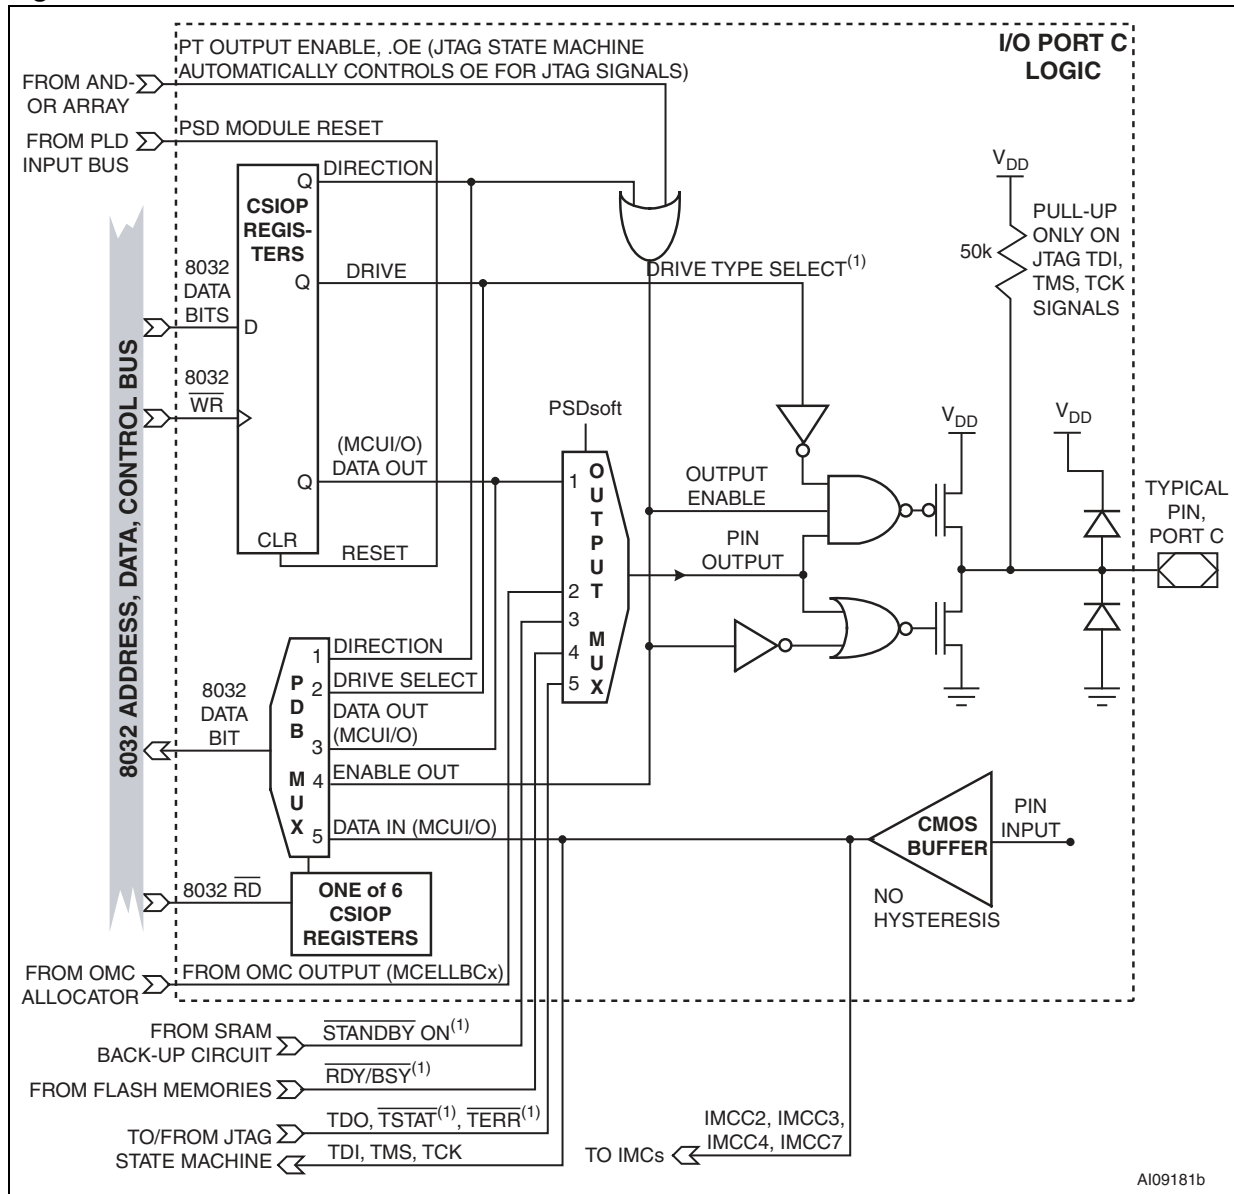 PT OUTPUT ENABLE, .OE (JTAG STATE MACHINE
AUTOMATICALLY CONTROLS OE FOR JTAG SIGNALS)
I/O PORT C
LOGIC
FROM AND-
OR ARRAY
PSD MODULE RESET
FROM PLD
INPUT BUS
DIRECTION
Q
CSIOP
REGIS-
TERS
VDD
PULL-UP
ONLY ON
JTAG TDI,
TMS, TCK
SIGNALS
50k
8032
DATA
BITS
D
Q
DRIVE
DRIVE TYPE SELECT(1)
8032 ADDRESS, DATA, CONTROL BUS
8032
WR
PSDsoft
VDD
VDD
(MCUI/O)
DATA OUT
Q
1
OUTPUT MUX
OUTPUT
ENABLE
TYPICAL
PIN,
PORT C
CLR
RESET
PIN
OUTPUT
2
3
4
5
8032
DATA
BIT
PDB MUX
1
DIRECTION
2
DRIVE SELECT
DATA OUT
3
(MCUI/O)
4
ENABLE OUT
5
DATA IN (MCUI/O)
CMOS
BUFFER
PIN
INPUT
NO
HYSTERESIS
8032 RD
ONE of 6
CSIOP
REGISTERS
FROM OMC
ALLOCATOR
FROM OMC OUTPUT (MCELLBCx)
FROM SRAM
BACK-UP CIRCUIT
STANDBY ON(1)
FROM FLASH MEMORIES
RDY/BSY(1)
TO/FROM JTAG
STATE MACHINE
TDO, TSTAT(1), TERR(1)
TDI, TMS, TCK
TO IMCs
IMCC2, IMCC3,
IMCC4, IMCC7
AI09181b